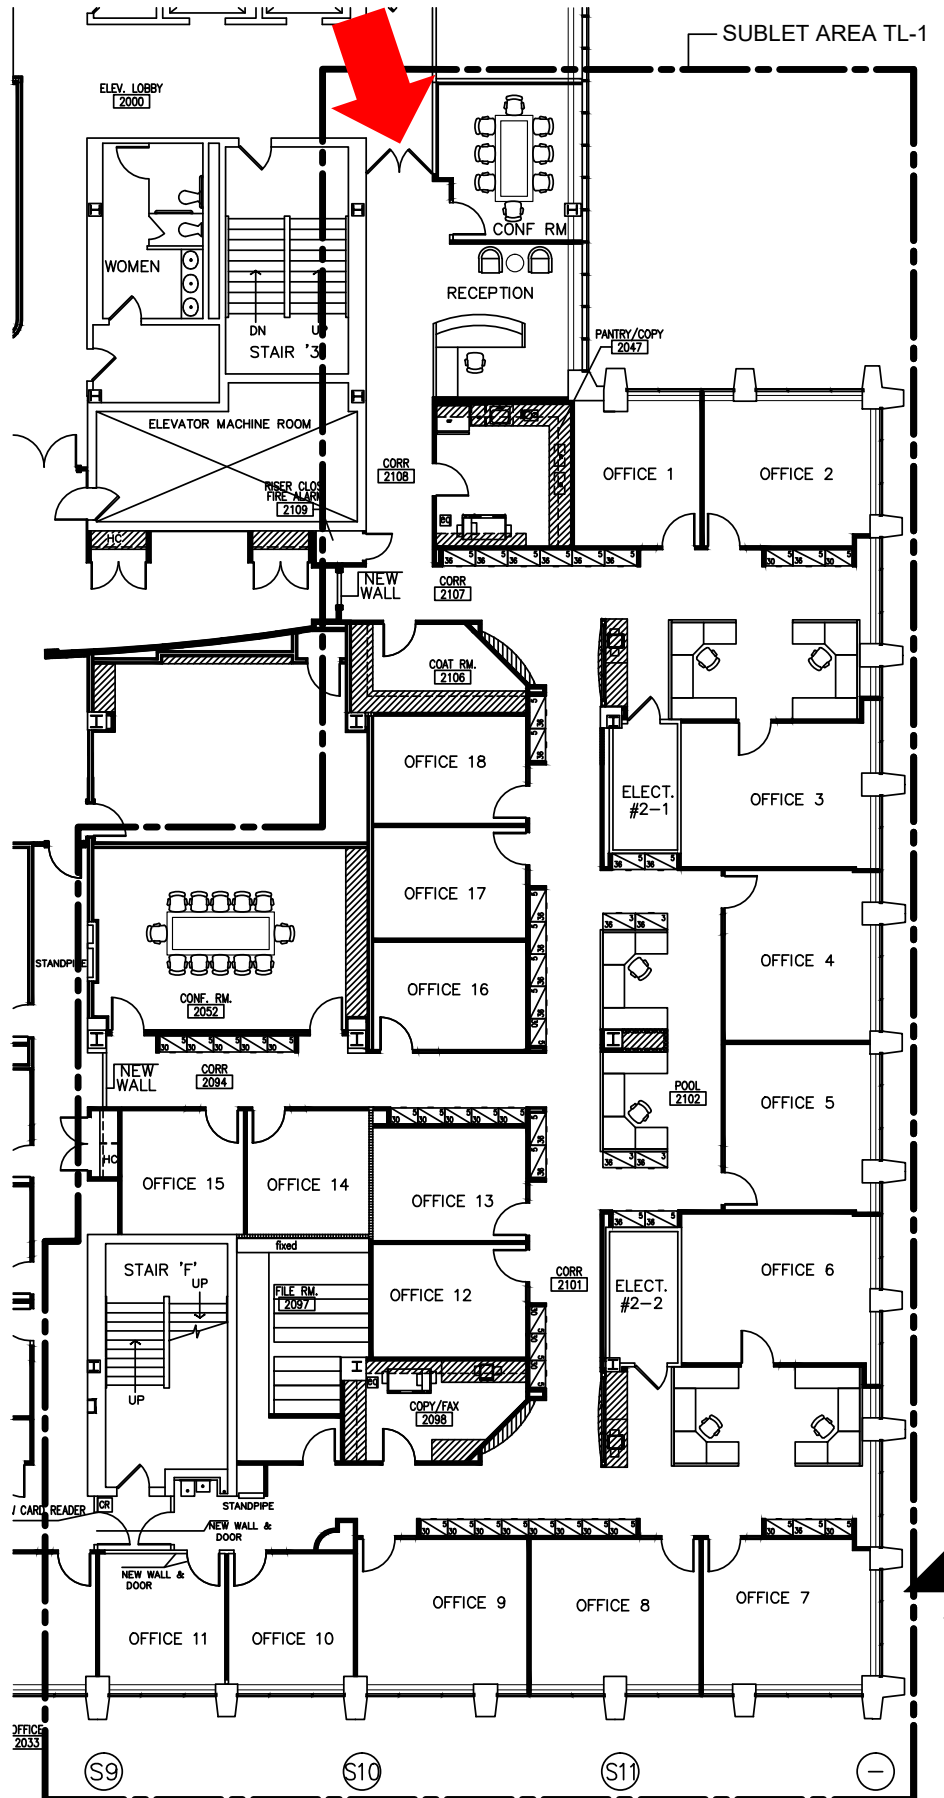 SUBLET AREA TL-1
ELEV. LOBBY
2000
CONF RM
WOMEN
RECEPTION
DN
UP
STAIR '3
PANTRY/COPY
2047
ELEVATOR MACHINE ROOM
CORR
2108
OFFICE 1
OFFICE 2
RISER CLOS
FIRE ALARM
2109
HC
NEW
WALL
CORR
2107
COAT RM.
2106
OFFICE 18
ELECT.
#2-1
OFFICE 3
OFFICE 17
OFFICE 4
STANDPIPE
OFFICE 16
CONF. RM.
2052
NEW
WALL
CORR
2094
POOL
2102
OFFICE 5
HC
OFFICE 15
OFFICE 14
OFFICE 13
fixed
STAIR 'F'
UP
FILE RM.
2097
OFFICE 12
CORR
2101
ELECT.
#2-2
OFFICE 6
UP
COPY/FAX
2098
CR
CARD READER
STANDPIPE
NEW WALL &
DOOR
NEW WALL &
DOOR
OFFICE 11
OFFICE 10
OFFICE 9
OFFICE 8
OFFICE 7
OFFICE
2033
S9
S10
S11